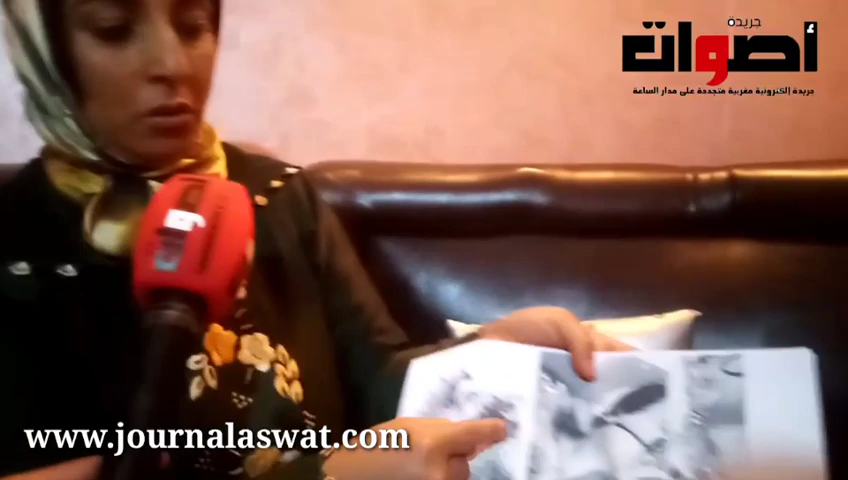 جريدة
أصوات
جريدة إلكترونية مغربية متجددة على مدار الساعة
www.journalaswat.com